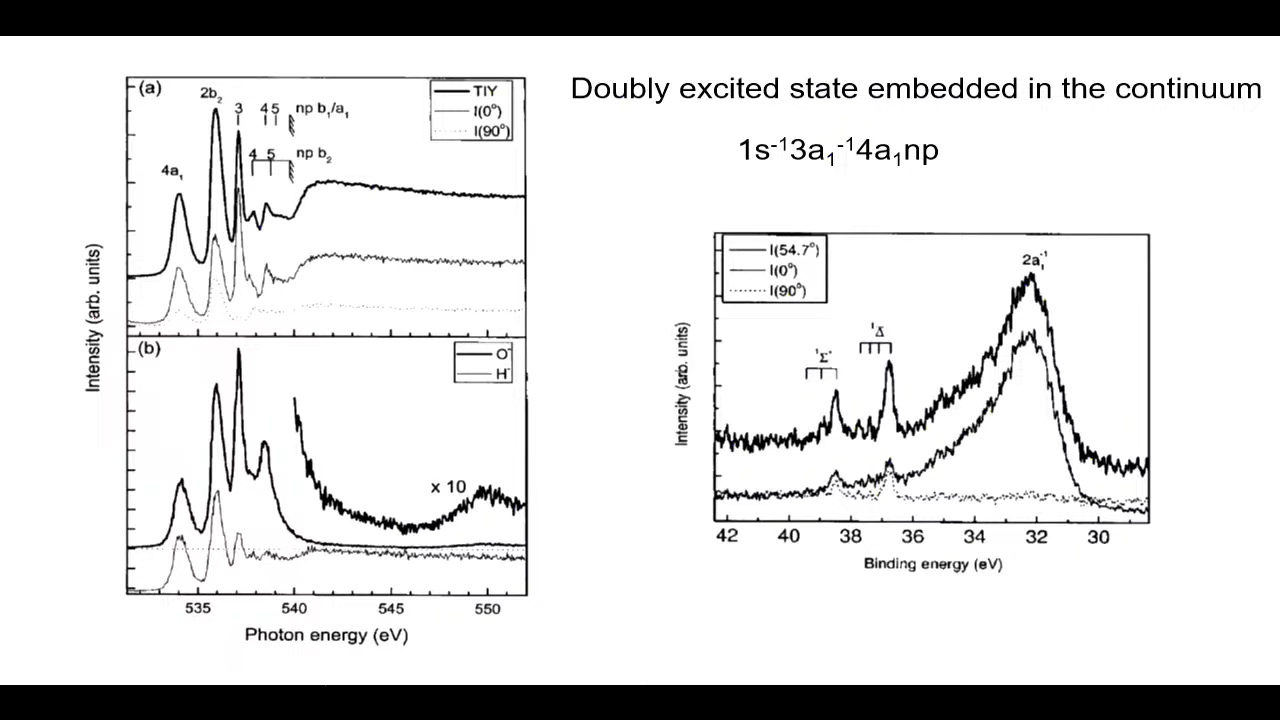 Doubly excited state embedded in the continuum
1s⁻¹3a₁⁻¹4a₁np
(a)
2b₂
3 4 5 np b₁/a₁
4 5 np b₂
4a₁
TIY
I(0°)
I(90°)
Intensity (arb. units)
(b)
O⁻
H⁻
x 10
535 540 545 550
Photon energy (eV)
I(54.7°)
I(0°)
I(90°)
2a₁⁻¹
¹Δ
¹Σ⁺
Intensity (arb. units)
42 40 38 36 34 32 30
Binding energy (eV)